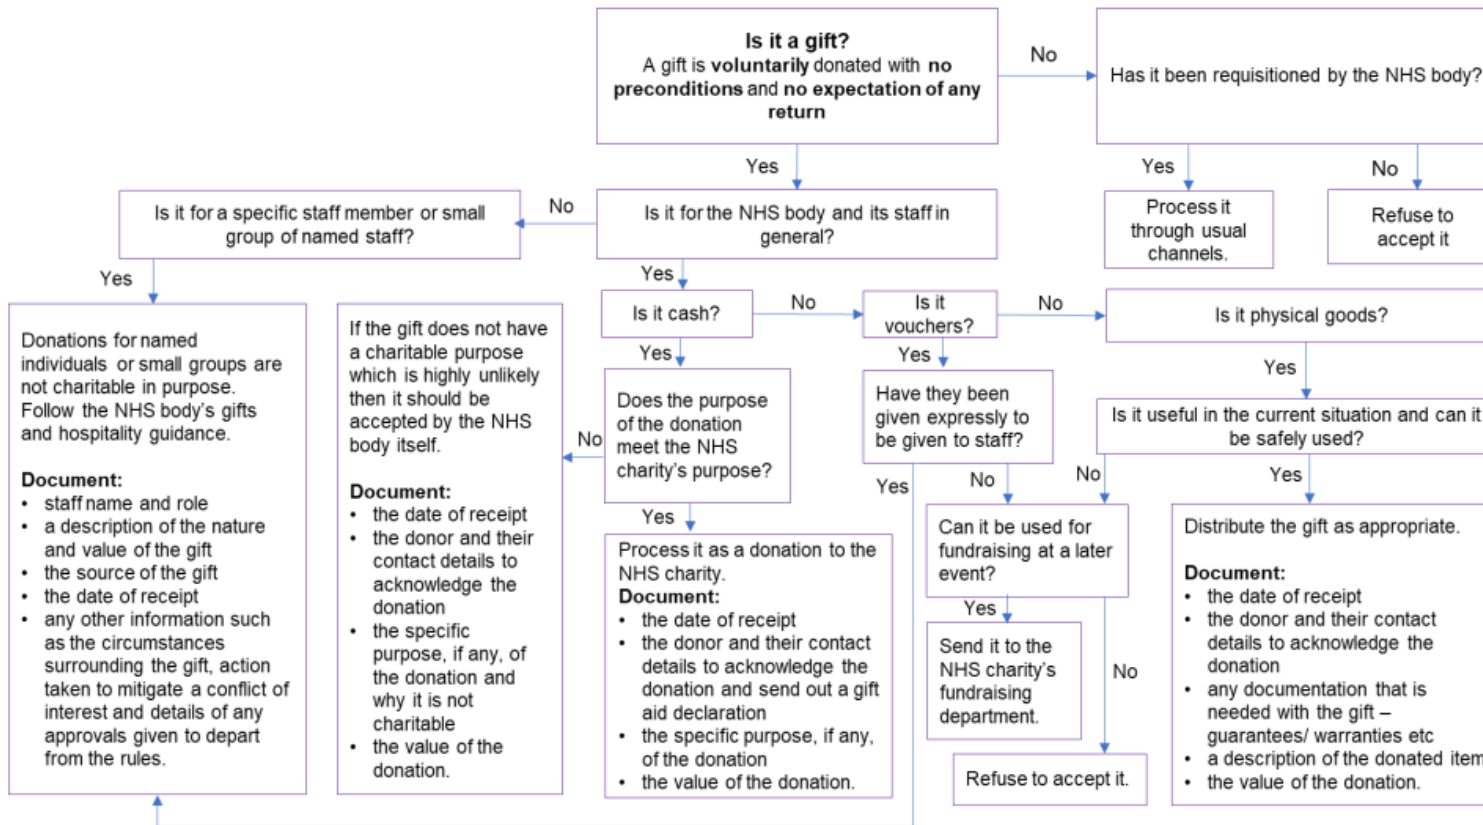 Is it a gift?
A gift is voluntarily donated with no
preconditions and no expectation of any
return
No
Has it been requisitioned by the NHS body?
Yes
Yes
No
Is it for a specific staff member or small
group of named staff?
No
Is it for the NHS body and its staff in
general?
Process it
through usual
channels.
Refuse to
accept it
Yes
Yes
Is it cash?
No
Is it
vouchers?
No
Is it physical goods?
Yes
Yes
Yes
Donations for named
individuals or small groups are
not charitable in purpose.
Follow the NHS body's gifts
and hospitality guidance.
Document:
• staff name and role
• a description of the nature
and value of the gift
• the source of the gift
• the date of receipt
• any other information such
as the circumstances
surrounding the gift, action
taken to mitigate a conflict of
interest and details of any
approvals given to depart
from the rules.
If the gift does not have
a charitable purpose
which is highly unlikely
then it should be
accepted by the NHS
body itself.
Document:
• the date of receipt
• the donor and their
contact details to
acknowledge the
donation
• the specific
purpose, if any, of
the donation and
why it is not
charitable
• the value of the
donation.
No
Does the purpose
of the donation
meet the NHS
charity's purpose?
Yes
Process it as a donation to the
NHS charity.
Document:
• the date of receipt
• the donor and their contact
details to acknowledge the
donation and send out a gift
aid declaration
• the specific purpose, if any,
of the donation
• the value of the donation.
Have they been
given expressly to
be given to staff?
Yes
No
Is it useful in the current situation and can it
be safely used?
No
Yes
Can it be used for
fundraising at a later
event?
Yes
No
Send it to the
NHS charity's
fundraising
department.
Refuse to accept it.
Distribute the gift as appropriate.
Document:
• the date of receipt
• the donor and their contact
details to acknowledge the
donation
• any documentation that is
needed with the gift –
guarantees/ warranties etc
• a description of the donated item
• the value of the donation.